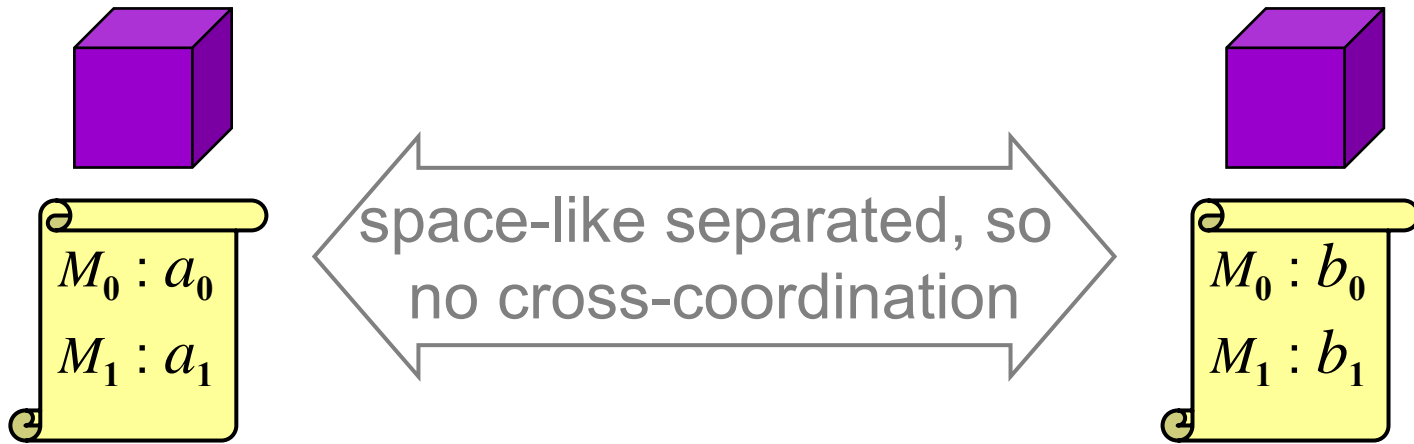 M₀ : a₀
M₁ : a₁
space-like separated, so
no cross-coordination
M₀ : b₀
M₁ : b₁